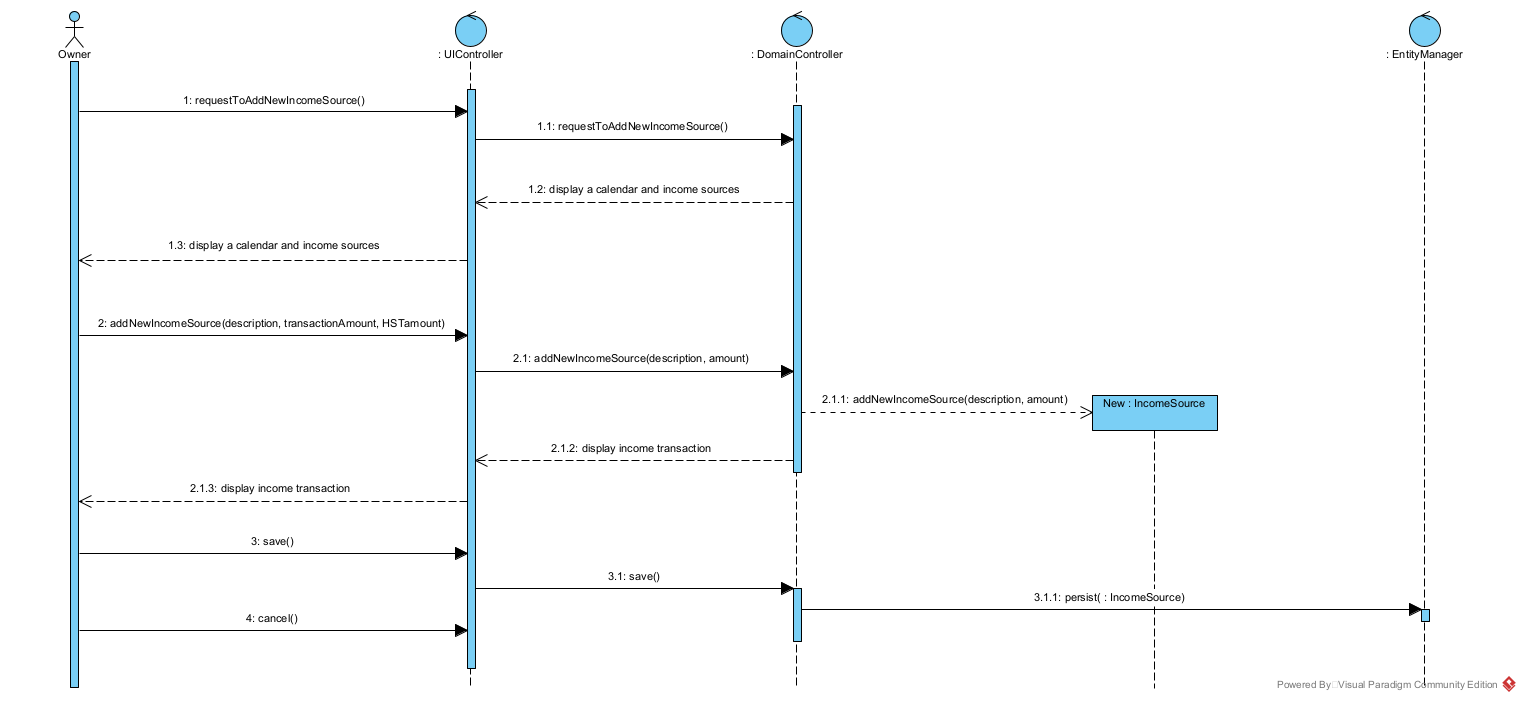 Owner
: UIController
: DomainController
: EntityManager
1: requestToAddNewIncomeSource()
1.1: requestToAddNewIncomeSource()
1.2: display a calendar and income sources
1.3: display a calendar and income sources
2: addNewIncomeSource(description, transactionAmount, HSTamount)
2.1: addNewIncomeSource(description, amount)
2.1.1: addNewIncomeSource(description, amount)
New : IncomeSource
2.1.2: display income transaction
2.1.3: display income transaction
3: save()
3.1: save()
3.1.1: persist( : IncomeSource)
4: cancel()
Powered By Visual Paradigm Community Edition